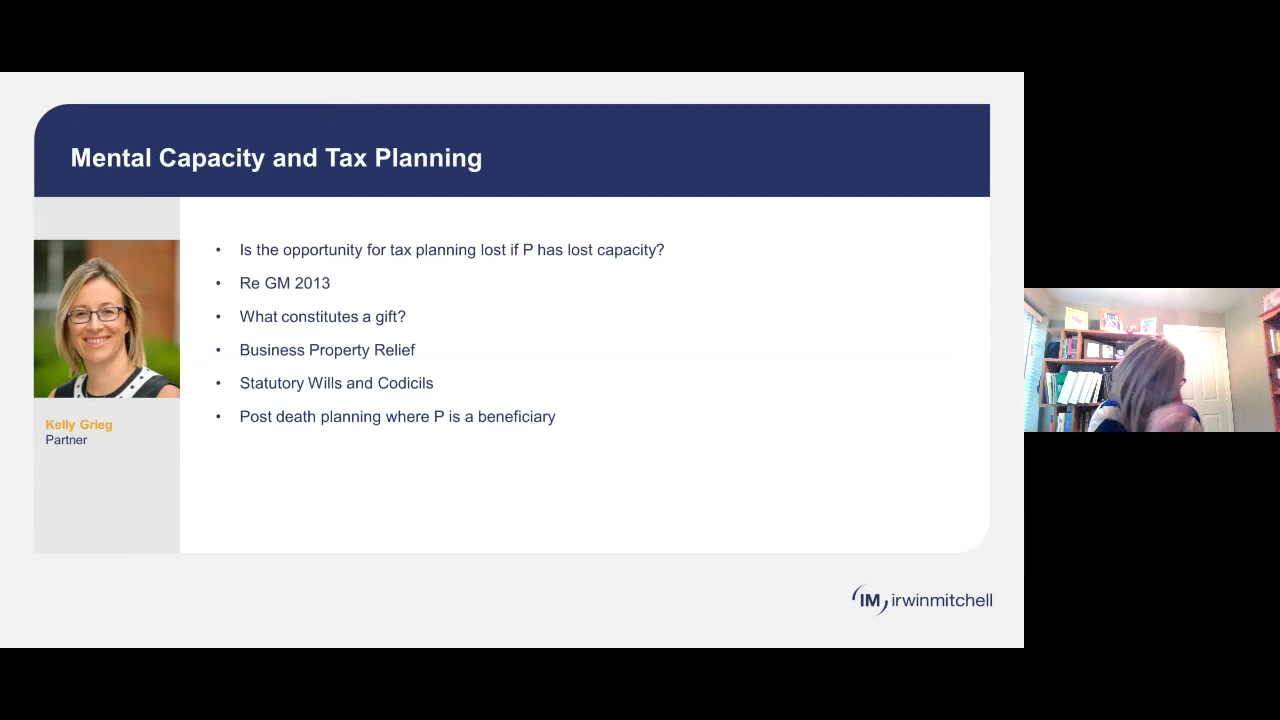 Mental Capacity and Tax Planning
• Is the opportunity for tax planning lost if P has lost capacity?
• Re GM 2013
• What constitutes a gift?
• Business Property Relief
• Statutory Wills and Codicils
• Post death planning where P is a beneficiary
Kelly Grieg
Partner
IM irwinmitchell